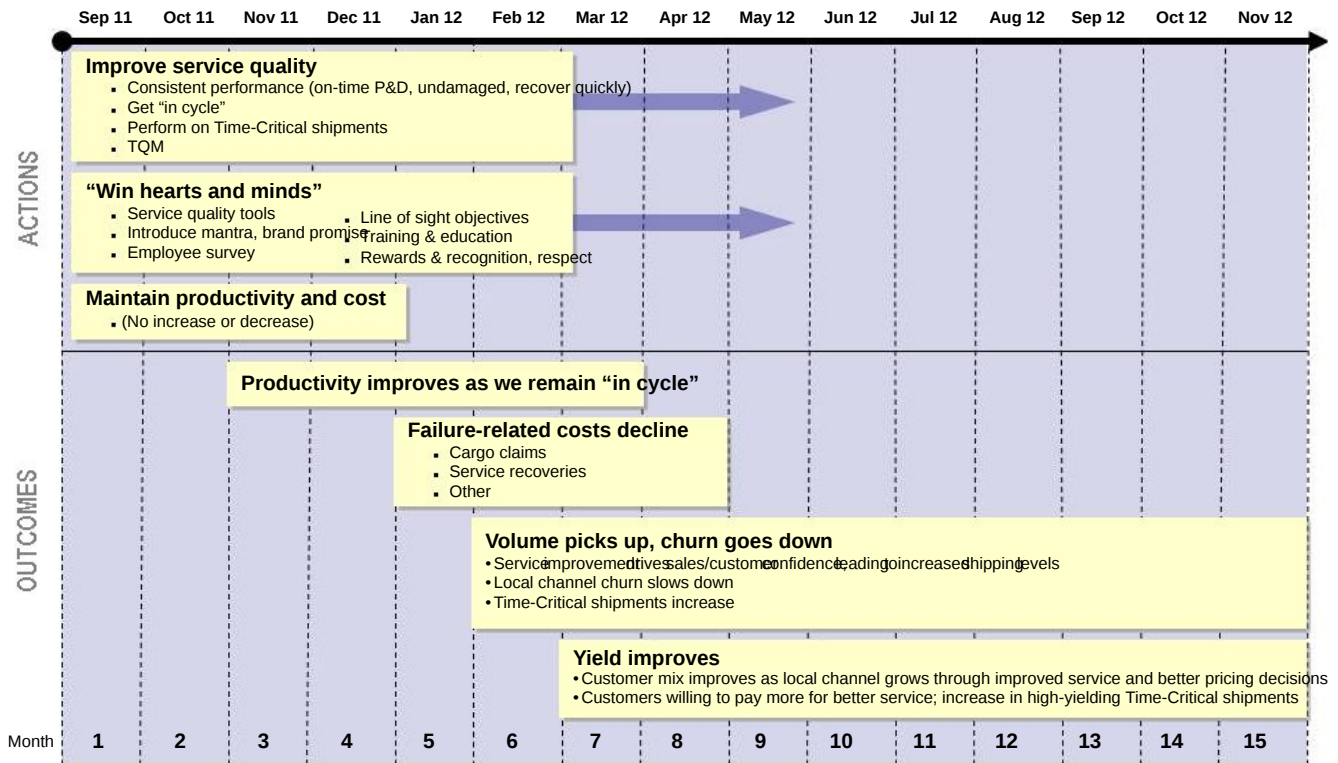 Sep 11 Oct 11 Nov 11 Dec 11 Jan 12 Feb 12 Mar 12 Apr 12 May 12 Jun 12 Jul 12 Aug 12 Sep 12 Oct 12 Nov 12
ACTIONS
Improve service quality
▪ Consistent performance (on-time P&D, undamaged, recover quickly)
▪ Get “in cycle”
▪ Perform on Time-Critical shipments
▪ TQM
“Win hearts and minds”
▪ Service quality tools
▪ Introduce mantra, brand promise
▪ Employee survey
▪ Line of sight objectives
▪ Training & education
▪ Rewards & recognition, respect
Maintain productivity and cost
▪ (No increase or decrease)
OUTCOMES
Productivity improves as we remain “in cycle”
Failure-related costs decline
▪ Cargo claims
▪ Service recoveries
▪ Other
Volume picks up, churn goes down
• Service improvement drives sales/customer confidence, leading to increased shipping levels
• Local channel churn slows down
• Time-Critical shipments increase
Yield improves
• Customer mix improves as local channel grows through improved service and better pricing decisions
• Customers willing to pay more for better service; increase in high-yielding Time-Critical shipments
Month 1 2 3 4 5 6 7 8 9 10 11 12 13 14 15